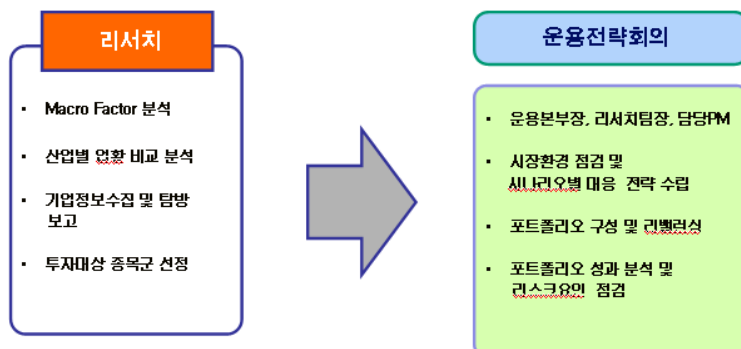 리서치
• Macro Factor 분석
• 산업별 업황 비교 분석
• 기업정보수집 및 탐방
보고
• 투자대상 종목군 선정
운용전략회의
• 운용본부장, 리서치팀장, 담당PM
• 시장환경 점검 및
시나리오별 대응 전략 수립
• 포트폴리오 구성 및 리밸러싱
• 포트폴리오 성과 분석 및
리스크요인 점검